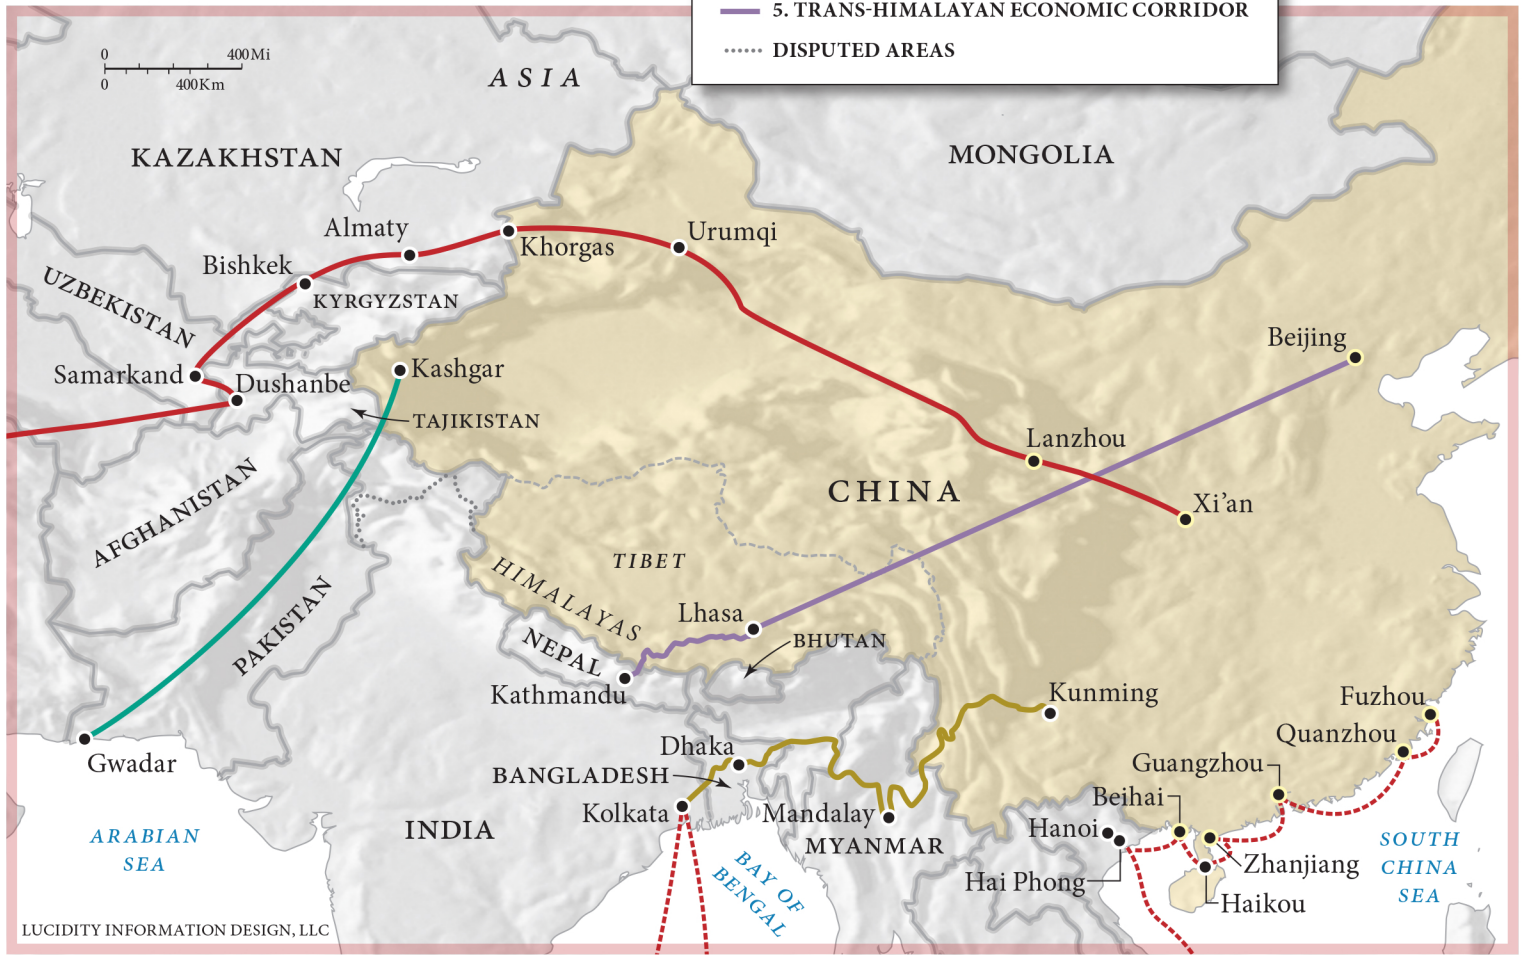 5. TRANS-HIMALAYAN ECONOMIC CORRIDOR
DISPUTED AREAS
0 400Mi
0 400Km
ASIA
KAZAKHSTAN
MONGOLIA
Almaty
Khorgas
Urumqi
Bishkek
KYRGYZSTAN
UZBEKISTAN
Beijing
Samarkand
Dushanbe
Kashgar
TAJIKISTAN
Lanzhou
CHINA
Xi’an
AFGHANISTAN
TIBET
HIMALAYAS
PAKISTAN
Lhasa
NEPAL
BHUTAN
Kathmandu
Kunming
Fuzhou
Quanzhou
Gwadar
Dhaka
BANGLADESH
Guangzhou
Beihai
Kolkata
Mandalay
MYANMAR
INDIA
Hanoi
ARABIAN
SEA
SOUTH
CHINA
SEA
Zhanjiang
Hai Phong
BAY OF
BENGAL
Haikou
LUCIDITY INFORMATION DESIGN, LLC